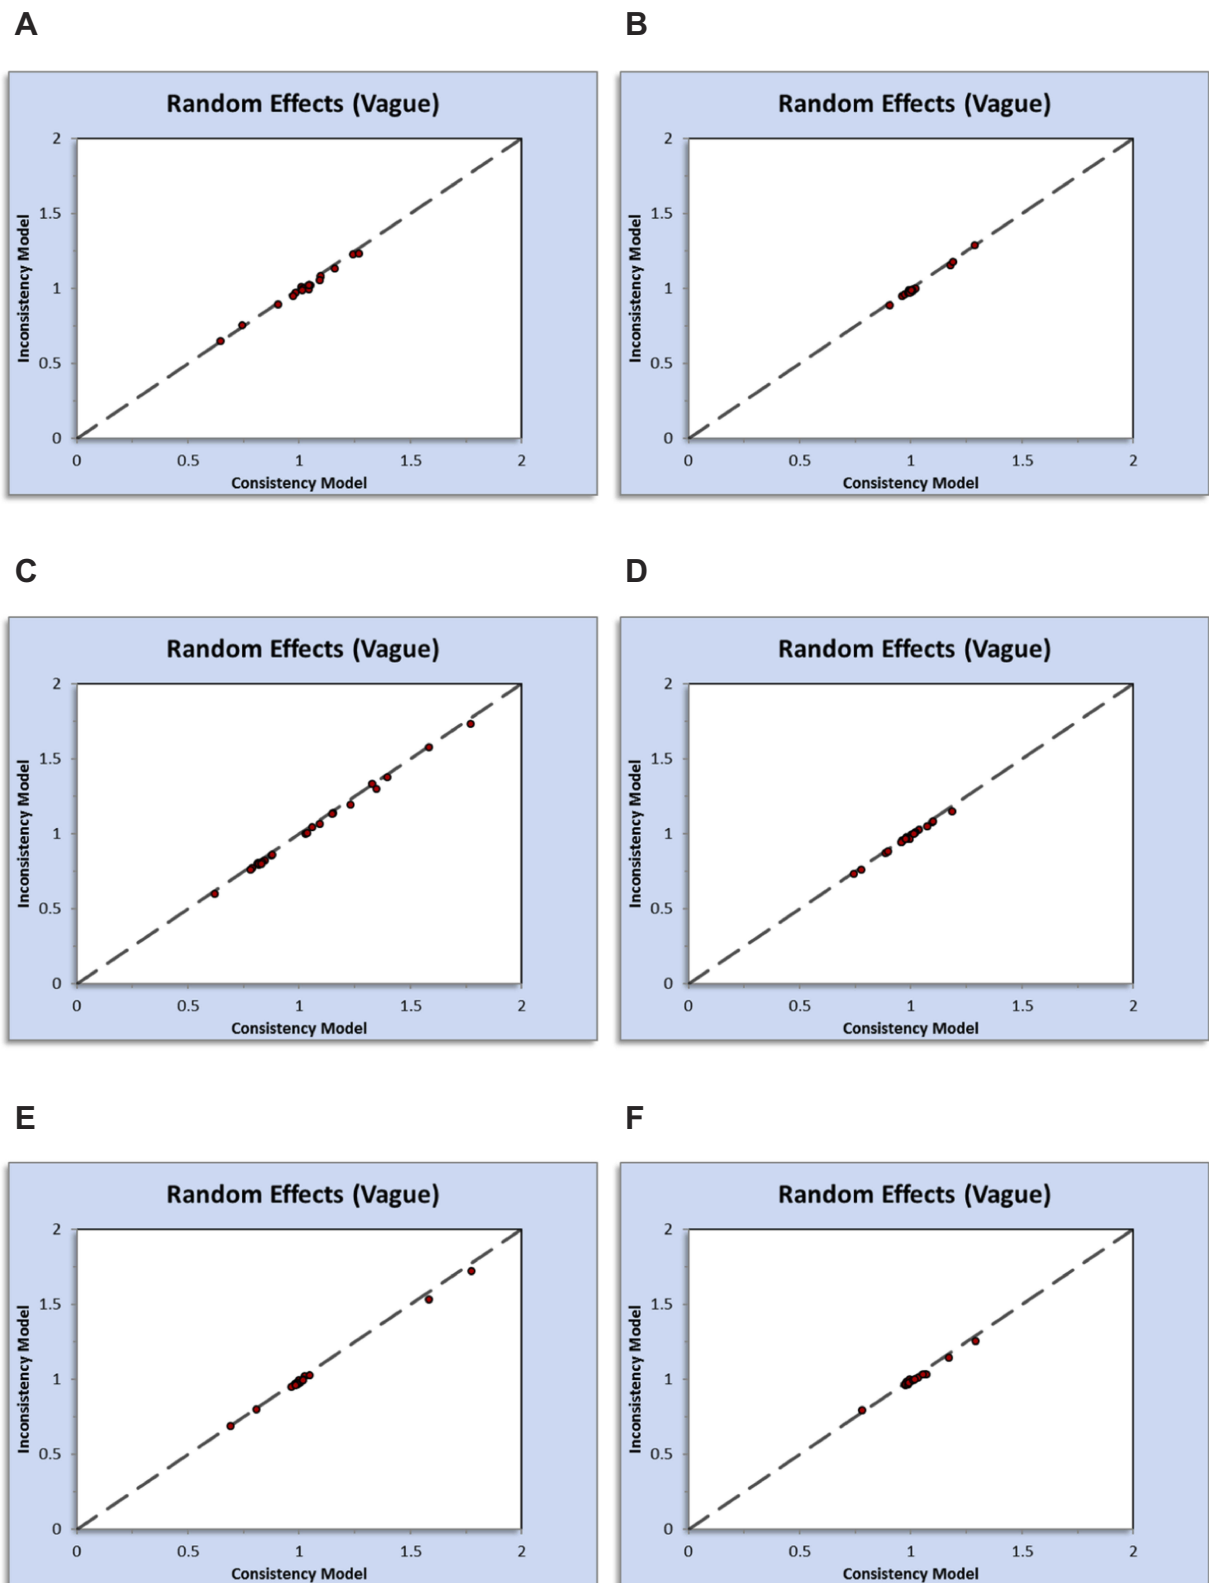 A
Random Effects (Vague)
Inconsistency Model
2
1.5
1
0.5
0
0 0.5 1 1.5 2
Consistency Model
B
Random Effects (Vague)
Inconsistency Model
2
1.5
1
0.5
0
0 0.5 1 1.5 2
Consistency Model
C
Random Effects (Vague)
Inconsistency Model
2
1.5
1
0.5
0
0 0.5 1 1.5 2
Consistency Model
D
Random Effects (Vague)
Inconsistency Model
2
1.5
1
0.5
0
0 0.5 1 1.5 2
Consistency Model
E
Random Effects (Vague)
Inconsistency Model
2
1.5
1
0.5
0
0 0.5 1 1.5 2
Consistency Model
F
Random Effects (Vague)
Inconsistency Model
2
1.5
1
0.5
0
0 0.5 1 1.5 2
Consistency Model